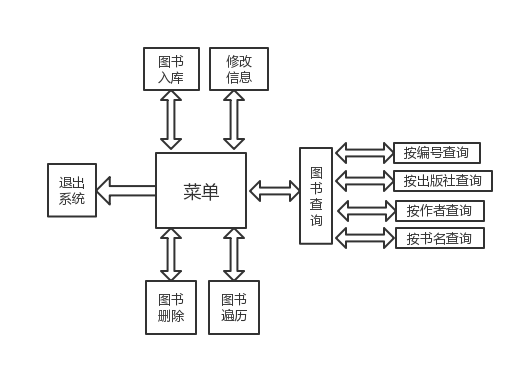 图书
入库
修改
信息
退出
系统
菜单
图
书
查
询
按编号查询
按出版社查询
按作者查询
按书名查询
图书
删除
图书
遍历